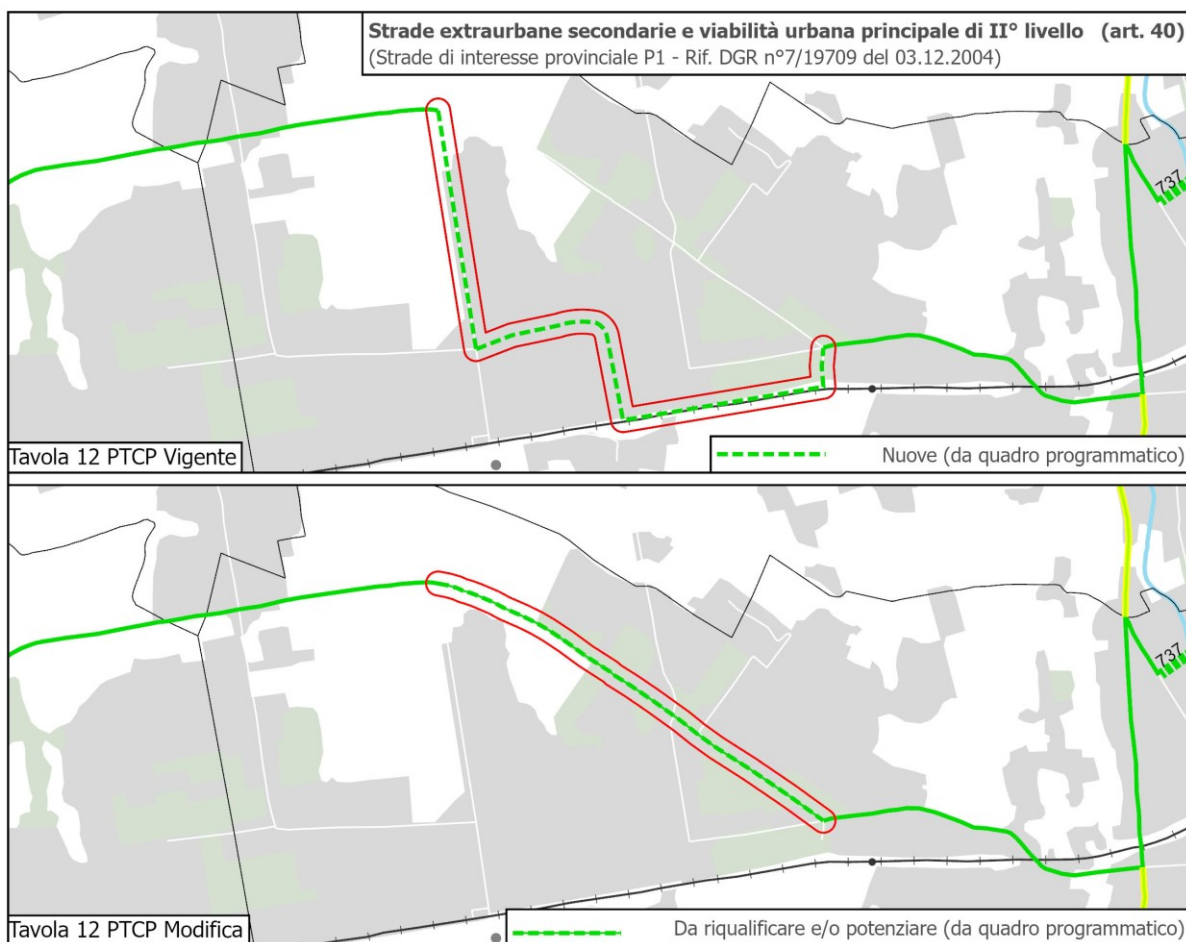 Strade extraurbane secondarie e viabilità urbana principale di II° livello (art. 40)
(Strade di interesse provinciale P1 - Rif. DGR n°7/19709 del 03.12.2004)
737
Tavola 12 PTCP Vigente
Nuove (da quadro programmatico)
737
Tavola 12 PTCP Modifica
Da riqualificare e/o potenziare (da quadro programmatico)